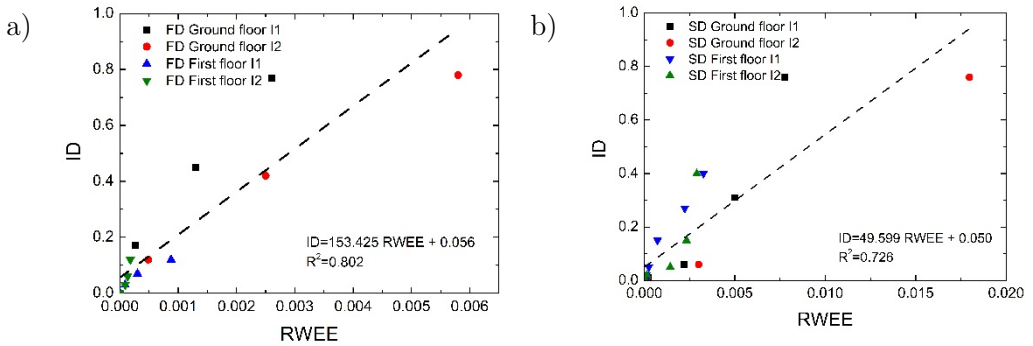 a)
1.0
0.8
0.6
0.4
0.2
0.0
ID
FD Ground floor I1
FD Ground floor I2
FD First floor I1
FD First floor I2
ID=153.425 RWEE + 0.056
R²=0.802
0.000 0.001 0.002 0.003 0.004 0.005 0.006
RWEE
b)
1.0
0.8
0.6
0.4
0.2
0.0
ID
SD Ground floor I1
SD Ground floor I2
SD First floor I1
SD First floor I2
ID=49.599 RWEE + 0.050
R²=0.726
0.000 0.005 0.010 0.015 0.020
RWEE